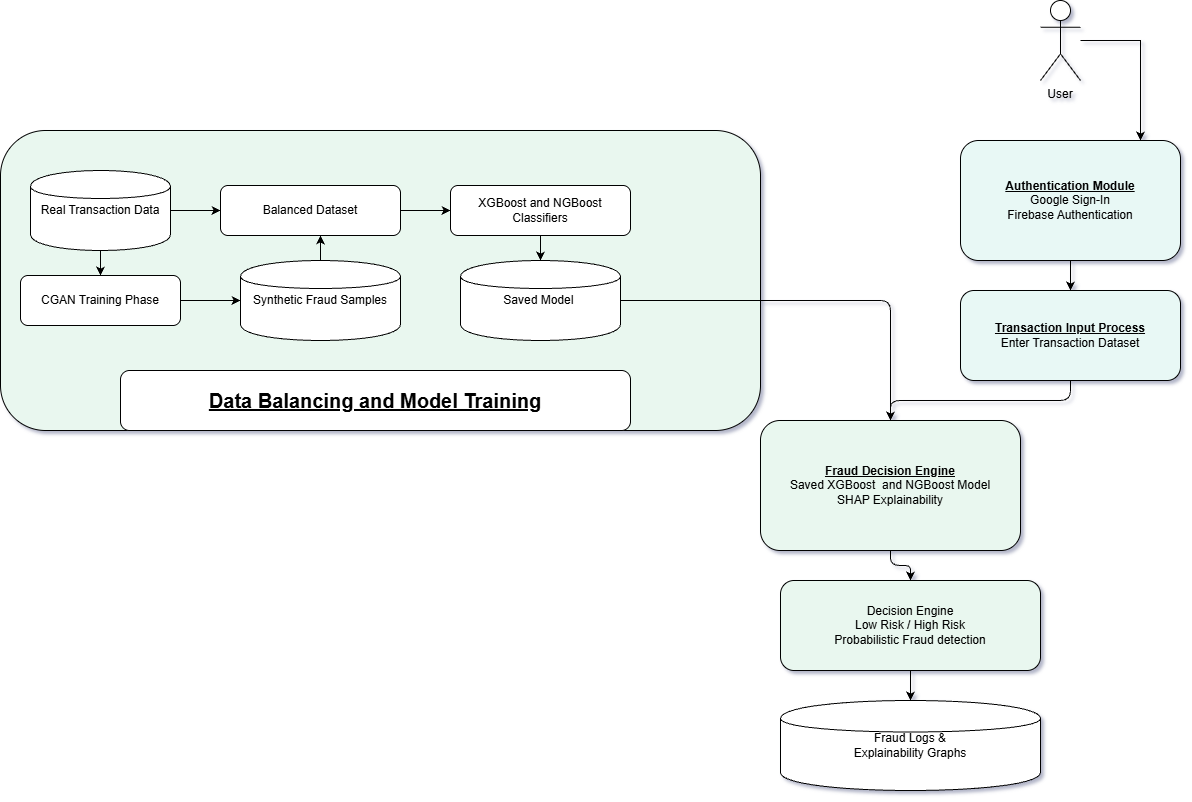 User
Authentication Module
Google Sign-In
Firebase Authentication
Real Transaction Data
Balanced Dataset
XGBoost and NGBoost
Classifiers
CGAN Training Phase
Synthetic Fraud Samples
Saved Model
Data Balancing and Model Training
Transaction Input Process
Enter Transaction Dataset
Fraud Decision Engine
Saved XGBoost  and NGBoost Model
SHAP Explainability
Decision Engine
Low Risk / High Risk
Probabilistic Fraud detection
Fraud Logs &
Explainability Graphs